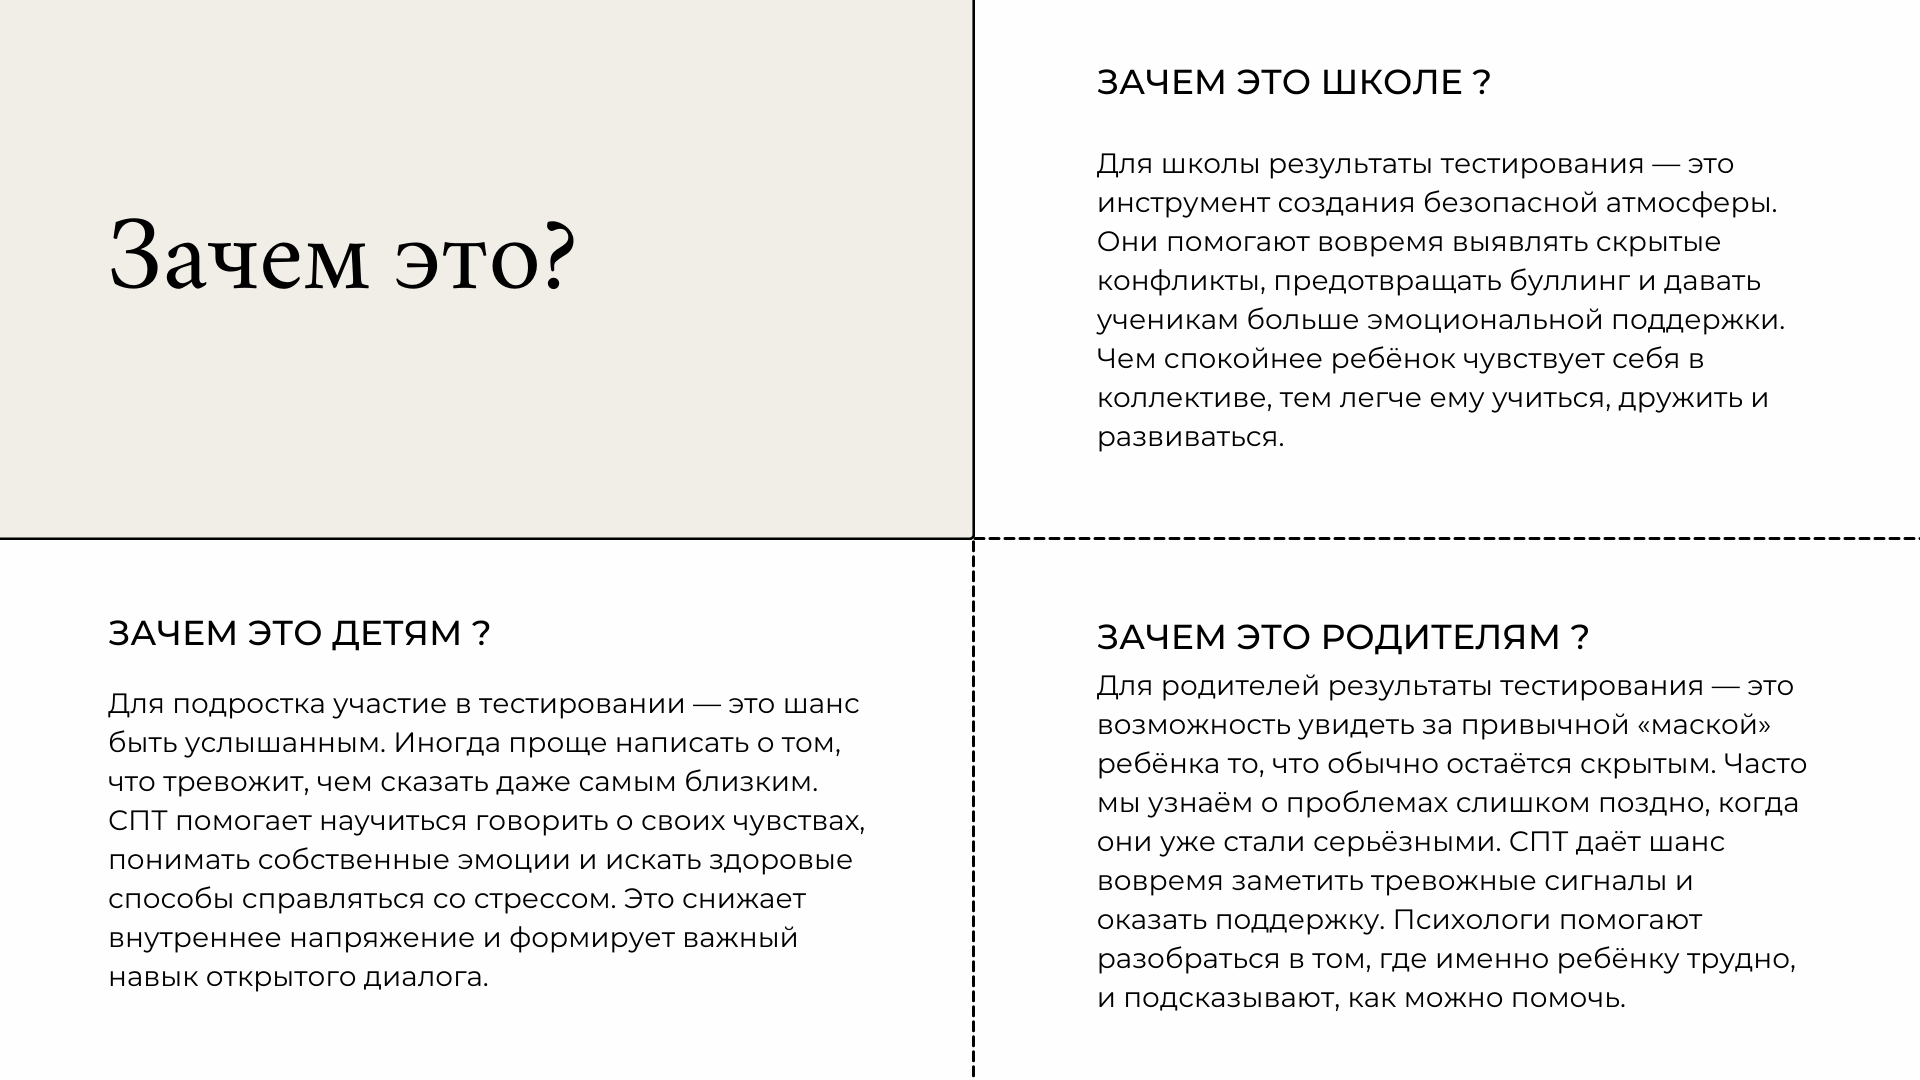 Зачем это?
ЗАЧЕМ ЭТО ШКОЛЕ ?
Для школы результаты тестирования — это
инструмент создания безопасной атмосферы.
Они помогают вовремя выявлять скрытые
конфликты, предотвращать буллинг и давать
ученикам больше эмоциональной поддержки.
Чем спокойнее ребёнок чувствует себя в
коллективе, тем легче ему учиться, дружить и
развиваться.
ЗАЧЕМ ЭТО ДЕТЯМ ?
Для подростка участие в тестировании — это шанс
быть услышанным. Иногда проще написать о том,
что тревожит, чем сказать даже самым близким.
СПТ помогает научиться говорить о своих чувствах,
понимать собственные эмоции и искать здоровые
способы справляться со стрессом. Это снижает
внутреннее напряжение и формирует важный
навык открытого диалога.
ЗАЧЕМ ЭТО РОДИТЕЛЯМ ?
Для родителей результаты тестирования — это
возможность увидеть за привычной «маской»
ребёнка то, что обычно остаётся скрытым. Часто
мы узнаём о проблемах слишком поздно, когда
они уже стали серьёзными. СПТ даёт шанс
вовремя заметить тревожные сигналы и
оказать поддержку. Психологи помогают
разобраться в том, где именно ребёнку трудно,
и подсказывают, как можно помочь.